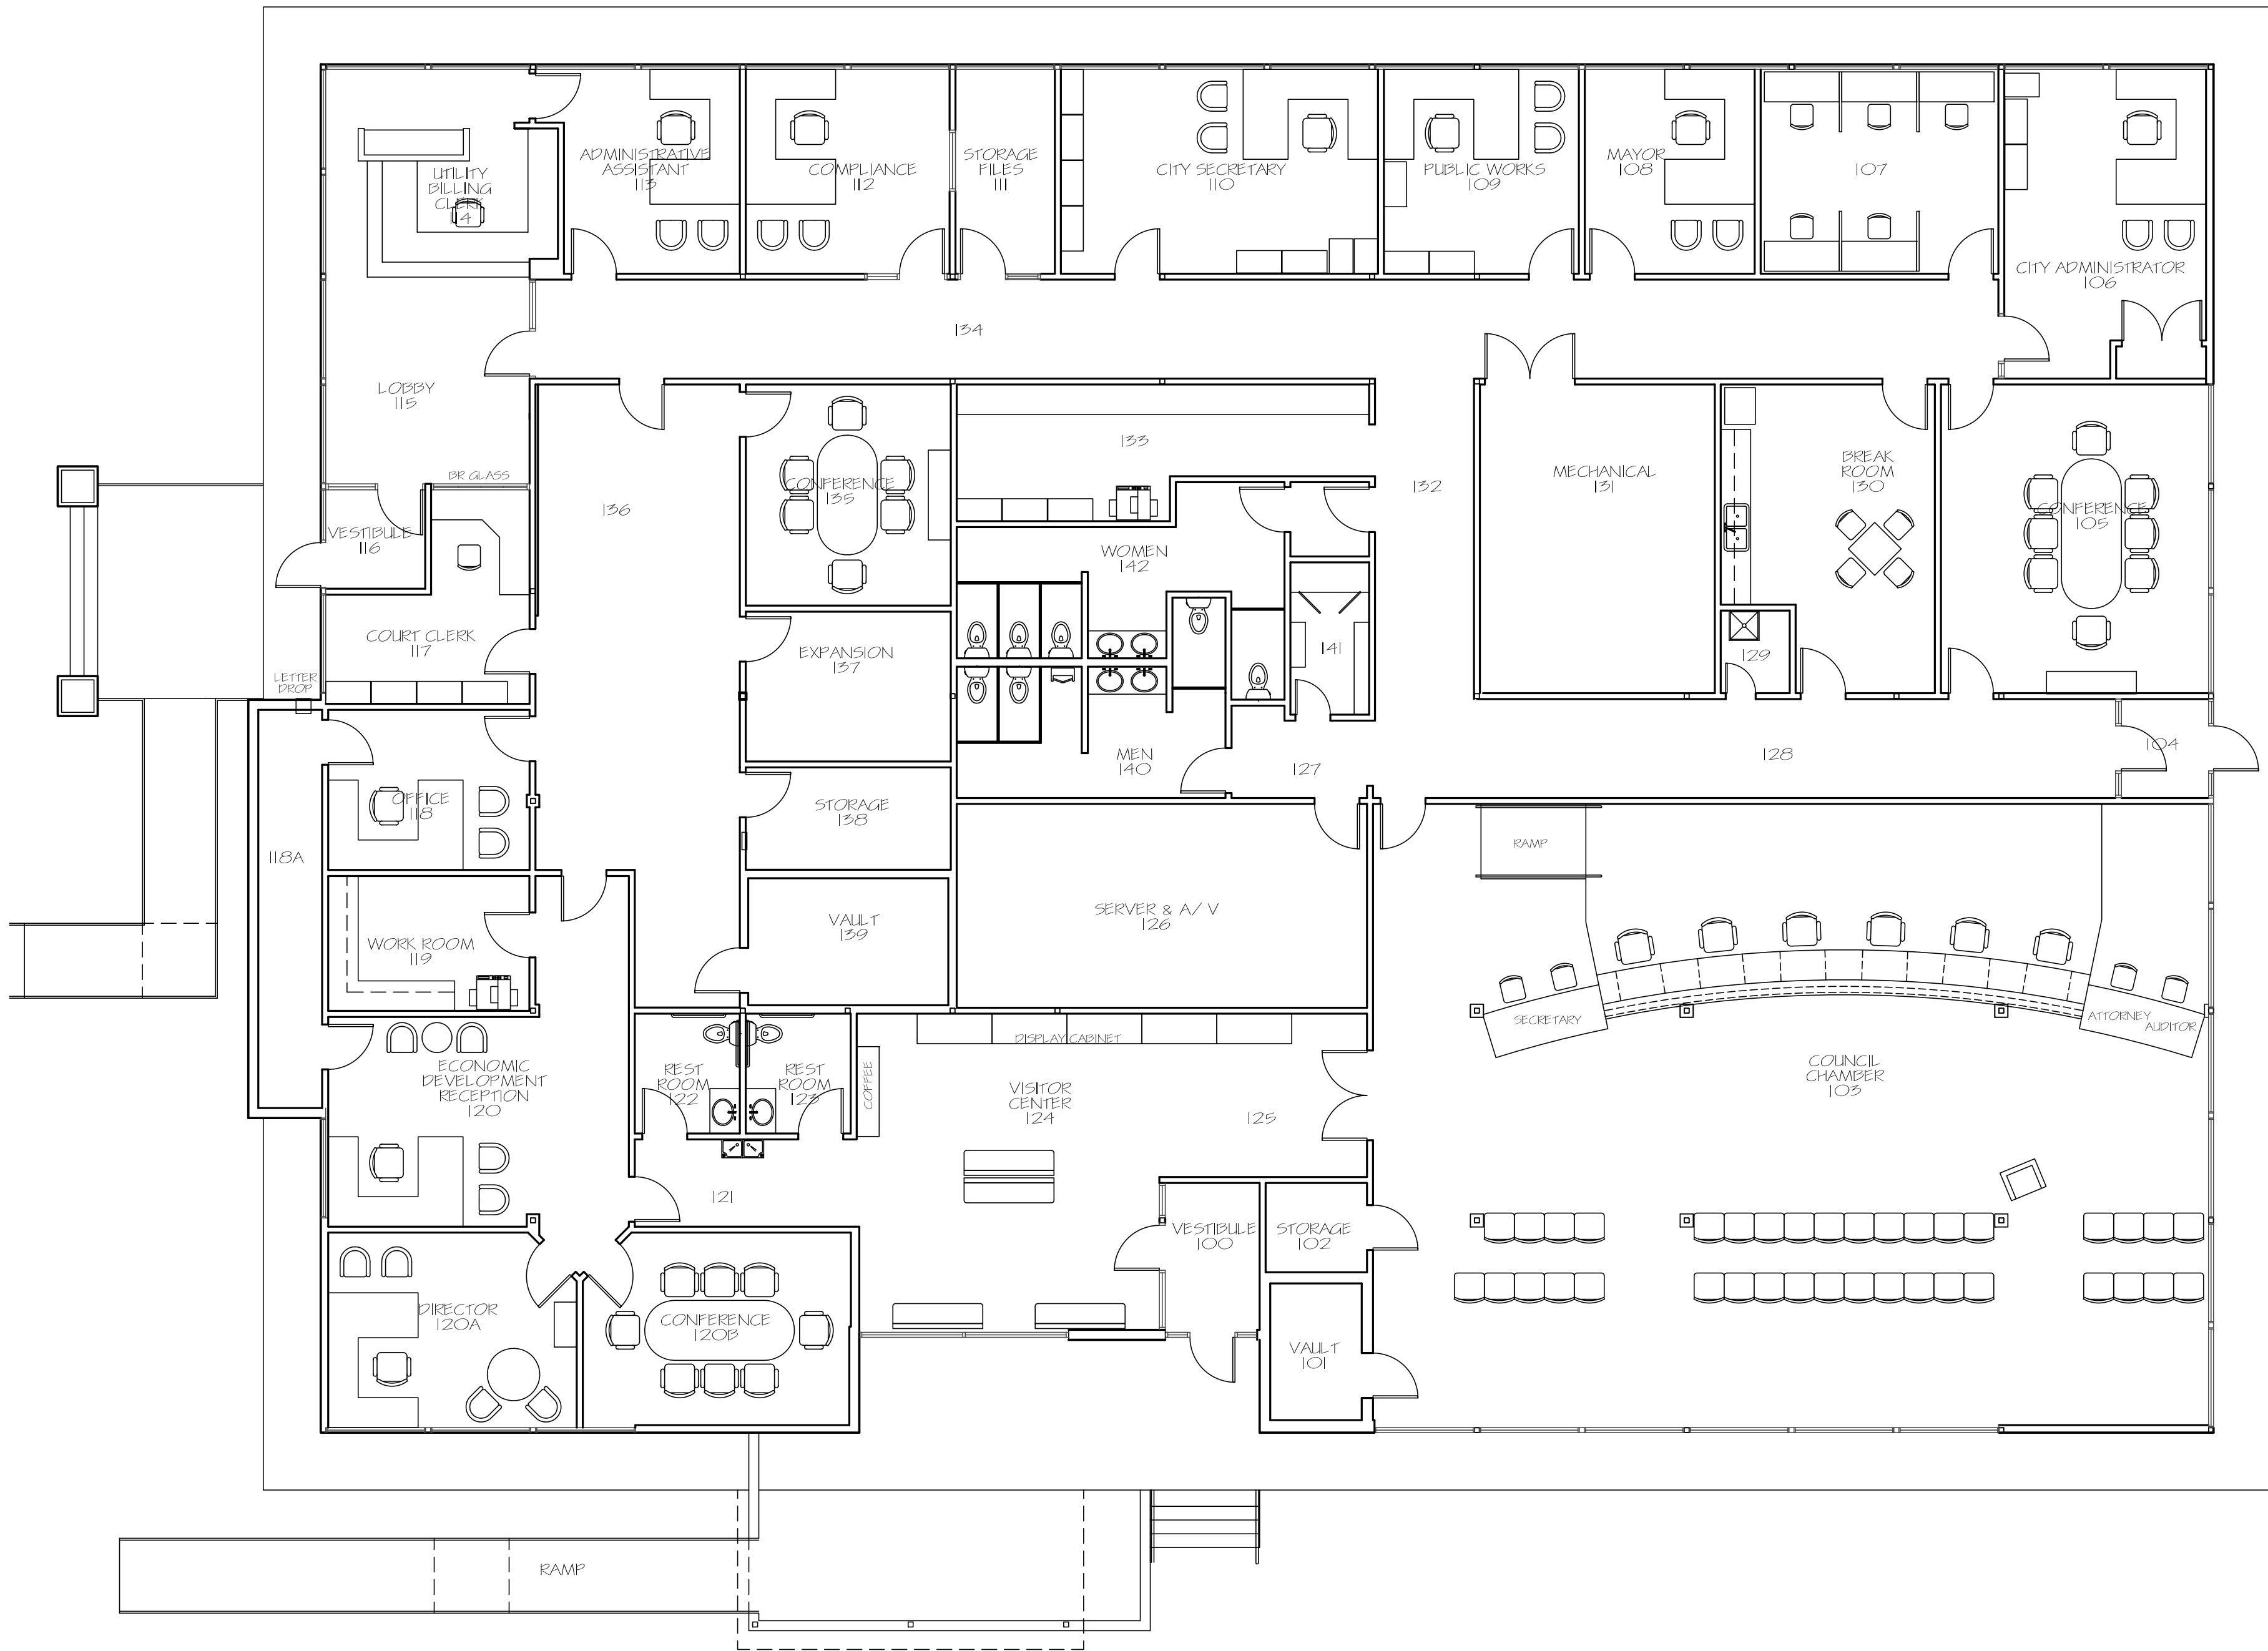 ADMINISTRATIVE
ASSISTANT
113
COMPLIANCE
112
STORAGE
FILES
111
CITY SECRETARY
110
PUBLIC WORKS
109
MAYOR
108
107
UTILITY
BILLING
CLERK
114
CITY ADMINISTRATOR
106
134
LOBBY
115
BR GLASS
136
CONFERENCE
135
133
132
MECHANICAL
131
BREAK
ROOM
130
CONFERENCE
105
VESTIBULE
116
WOMEN
142
COURT CLERK
117
EXPANSION
137
141
129
LETTER
DROP
MEN
140
127
128
104
OFFICE
118
STORAGE
138
118A
RAMP
WORK ROOM
119
VAULT
139
SERVER & A/ V
126
SECRETARY
ATTORNEY
AUDITOR
DISPLAY CABINET
ECONOMIC
DEVELOPMENT
RECEPTION
120
REST
ROOM
122
REST
ROOM
123
COFFEE
VISITOR
CENTER
124
125
COUNCIL
CHAMBER
103
121
VESTIBULE
100
STORAGE
102
DIRECTOR
120A
CONFERENCE
120B
VAULT
101
RAMP